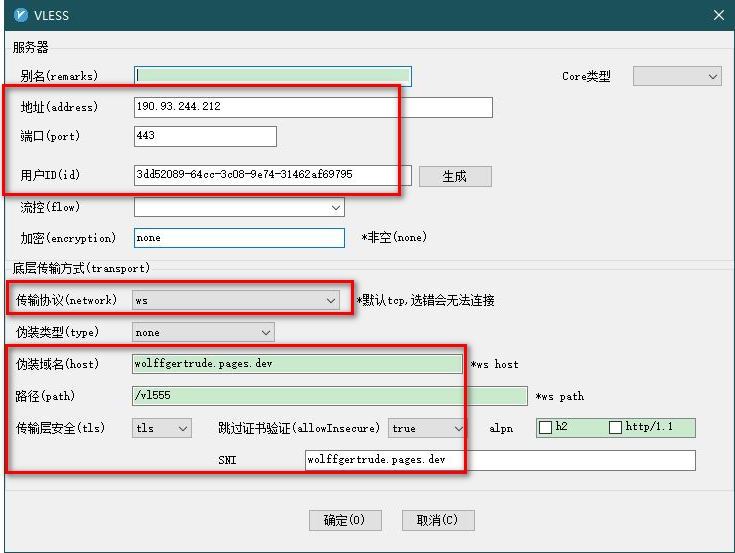 VLESS
服务器
别名(remarks) Core类型
地址(address) 190.93.244.212
端口(port) 443
用户ID(id) 3dd52089-64cc-3c08-9e74-31462af69795 生成
流控(flow)
加密(encryption) none *非空(none)
底层传输方式(transport)
传输协议(network) ws *默认tcp,选错会无法连接
伪装类型(type) none
伪装域名(host) wolffgertrude.pages.dev *ws host
路径(path) /vl555 *ws path
传输层安全(tls) tls 跳过证书验证(allowInsecure) true alpn h2 http/1.1
SNI wolffgertrude.pages.dev
确定(O) 取消(C)